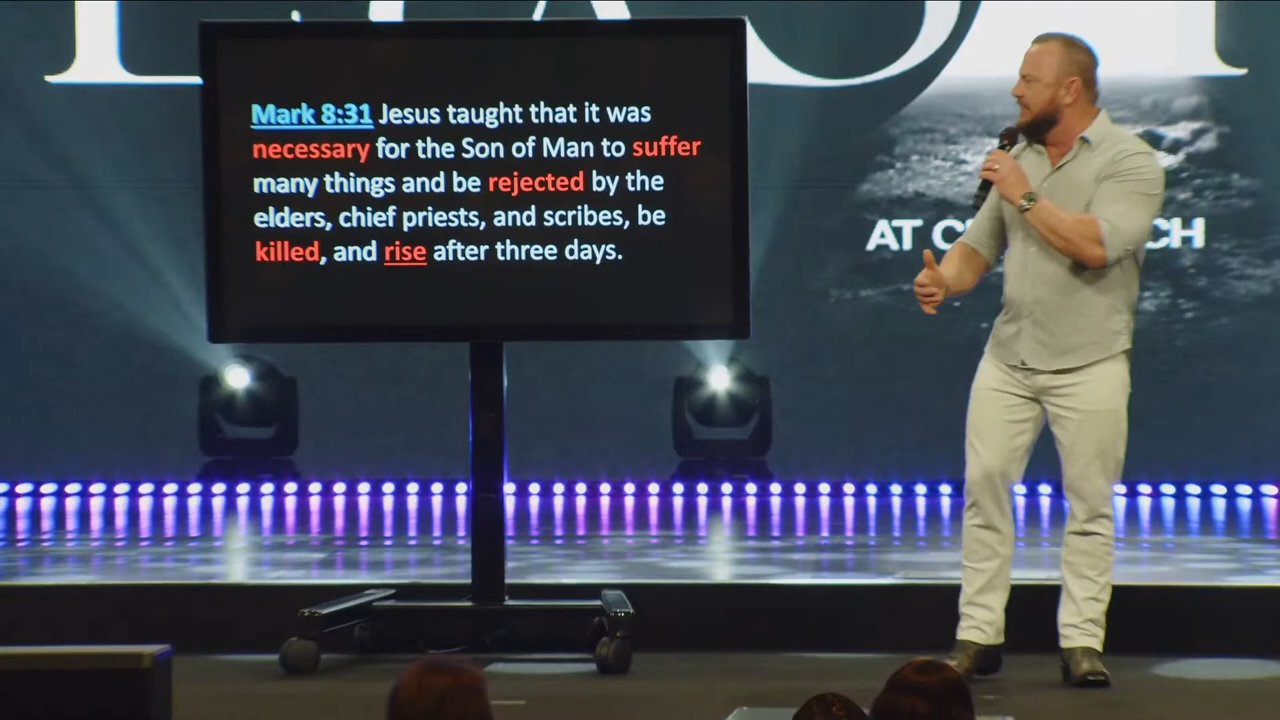 Mark 8:31 Jesus taught that it was
necessary for the Son of Man to suffer
many things and be rejected by the
elders, chief priests, and scribes, be
killed, and rise after three days.
AT